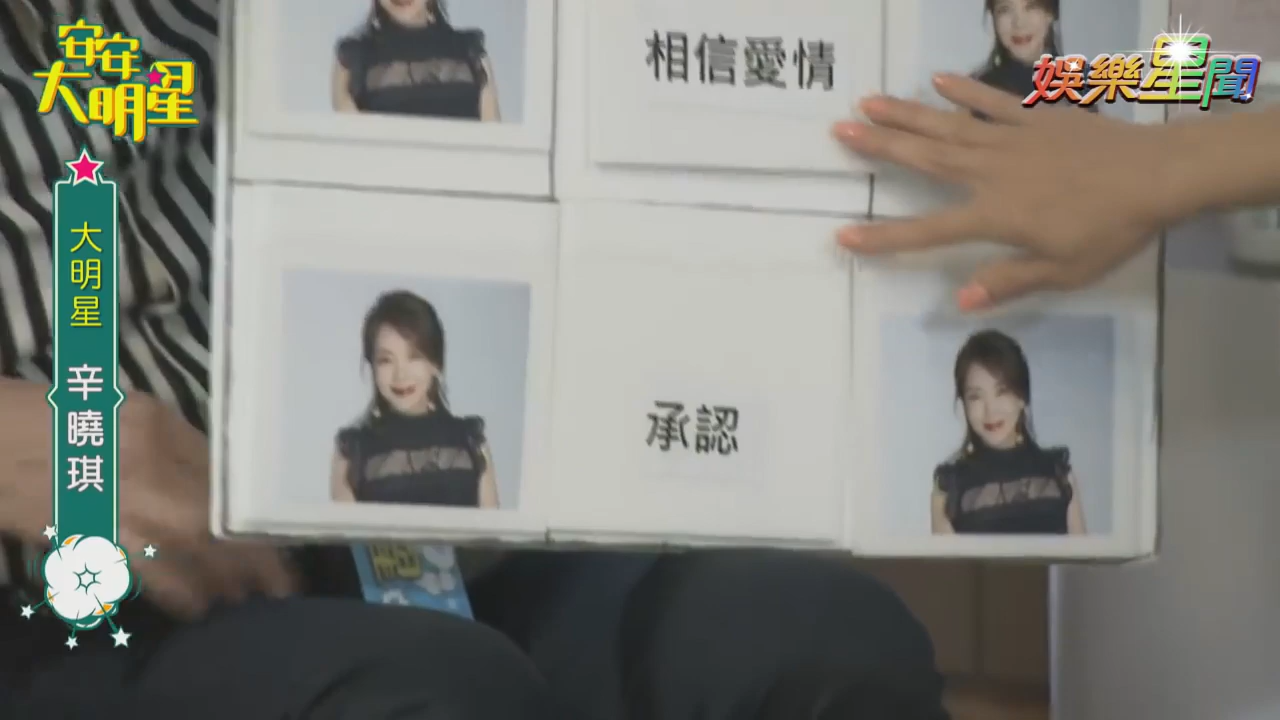 安安
大明星
娛樂星聞
相信愛情
大明星 辛曉琪
承認